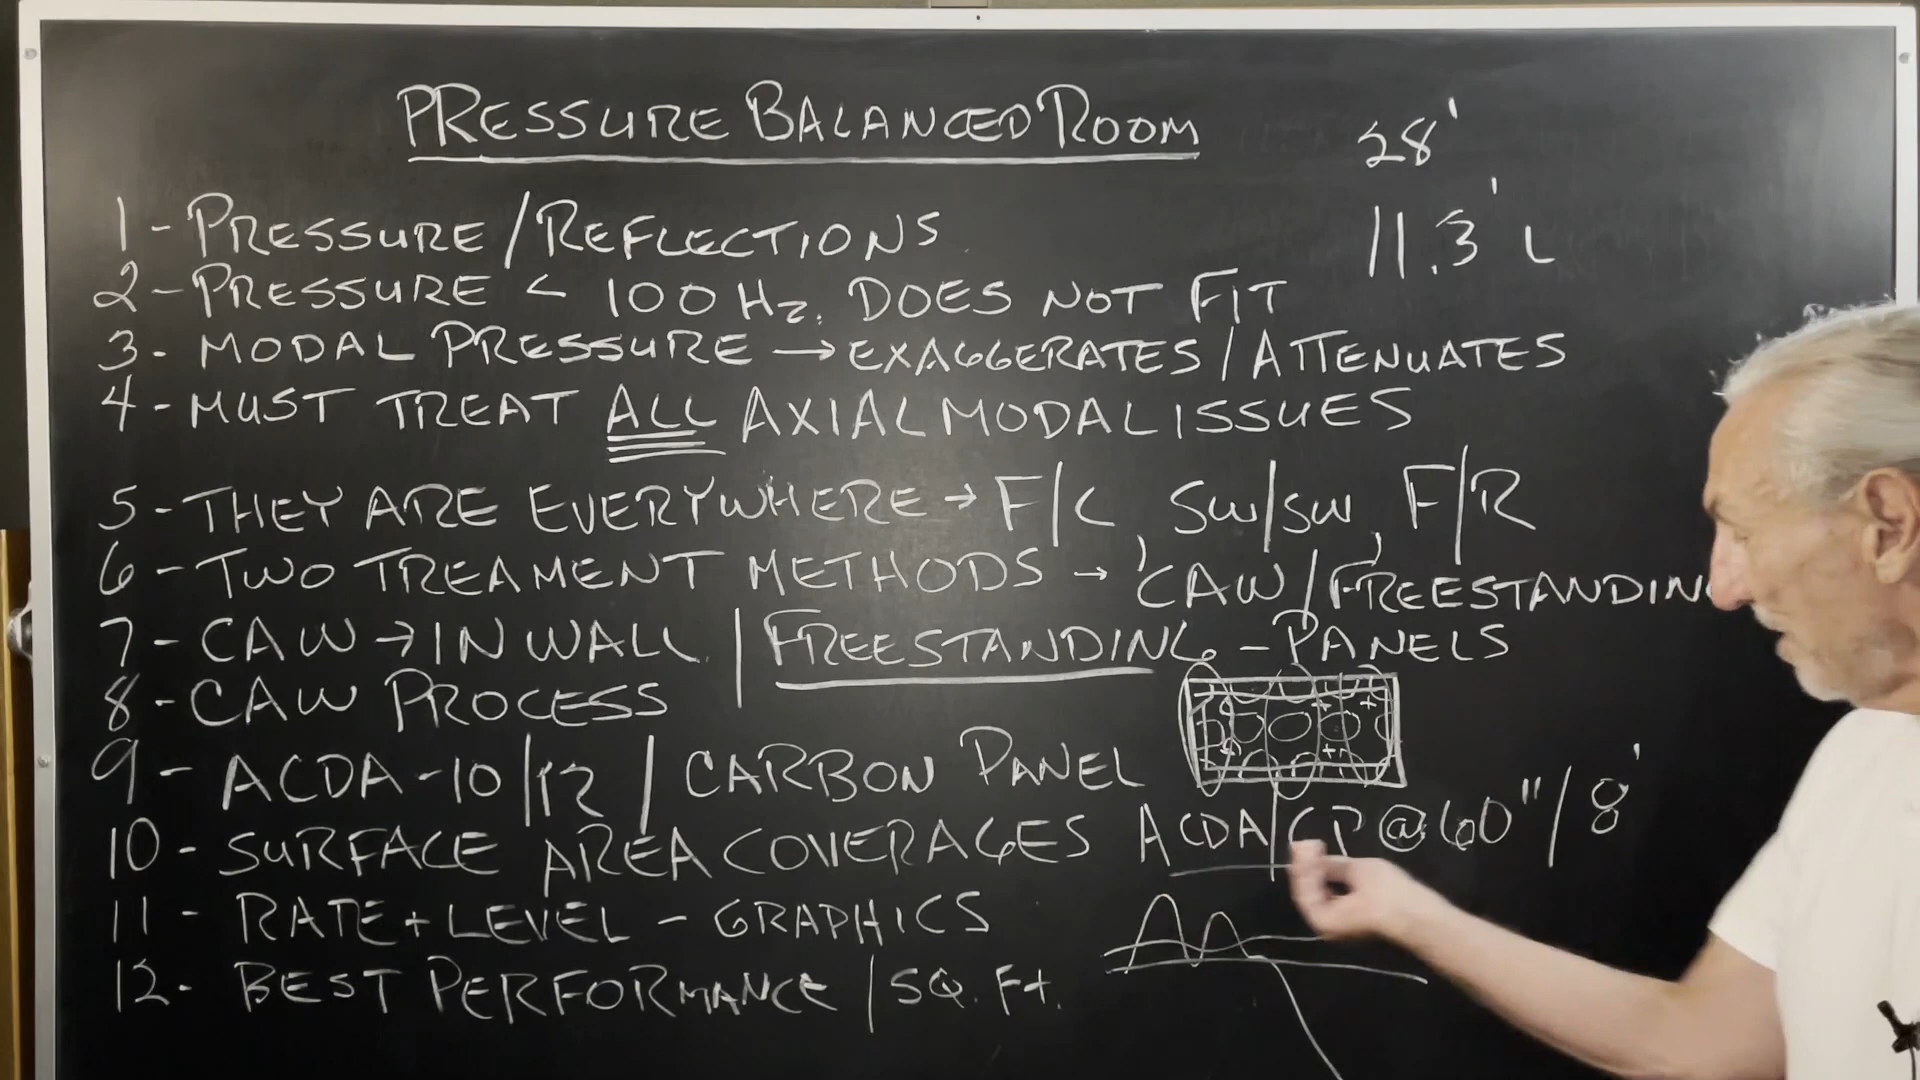 PRESSURE BALANCED ROOM
28'
11.3' L
1 - PRESSURE / REFLECTIONS
2 - PRESSURE < 100 Hz. DOES NOT FIT
3 - MODAL PRESSURE → EXAGGERATES / ATTENUATES
4 - MUST TREAT ALL AXIAL MODAL ISSUES
5 - THEY ARE EVERYWHERE → F/C, SW/SW, F/R
6 - TWO TREAMENT METHODS → CAW / FREESTANDING
7 - CAW → IN WALL | FREESTANDING - PANELS
8 - CAW PROCESS
9 - ACDA-10/12 / CARBON PANEL
10 - SURFACE AREA COVERAGES ACDA/CP @ 60" / 8'
11 - RATE + LEVEL - GRAPHICS
12 - BEST PERFORMANCE / SQ. Ft.